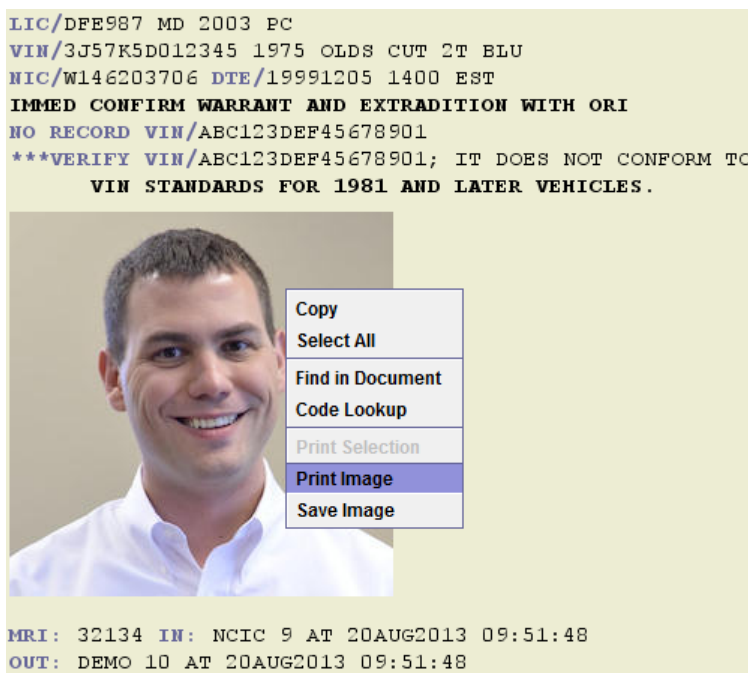 LIC/DFE987 MD 2003 PC
VIN/3J57K5D012345 1975 OLDS CUT 2T BLU
NIC/W146203706 DTE/19991205 1400 EST
IMMED CONFIRM WARRANT AND EXTRADITION WITH ORI
NO RECORD VIN/ABC123DEF45678901
***VERIFY VIN/ABC123DEF45678901; IT DOES NOT CONFORM TO
VIN STANDARDS FOR 1981 AND LATER VEHICLES.
Copy
Select All
Find in Document
Code Lookup
Print Selection
Print Image
Save Image
MRI: 32134 IN: NCIC 9 AT 20AUG2013 09:51:48
OUT: DEMO 10 AT 20AUG2013 09:51:48